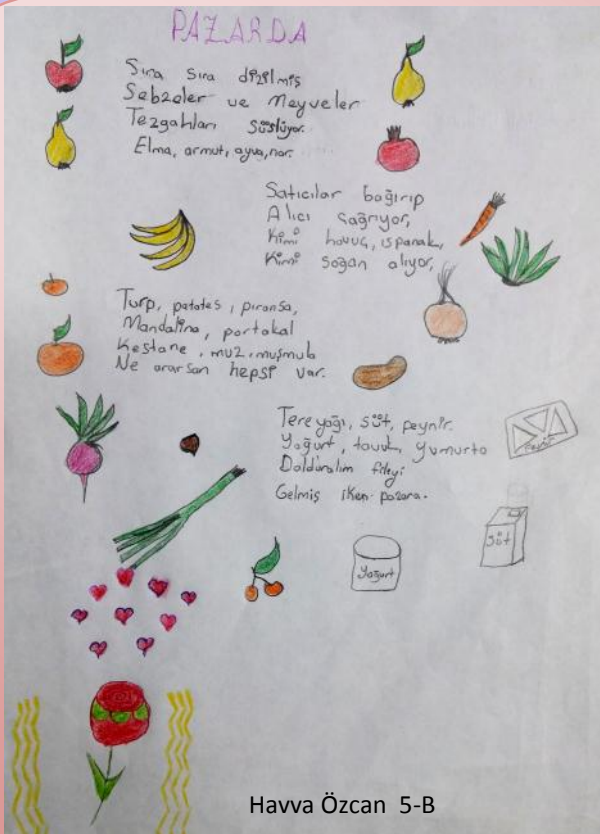 PAZARDA
Sıra sıra dizilmiş
Sebzeler ve Meyveler
Tezgahları süslüyor.
Elma, armut, ayva, nar.
Satıcılar bağırıp
Alıcı çağrıyor,
Kimi havuç, ıspanak,
Kimi soğan alıyor,
Turp, patates, pıransa,
Mandalina, portakal
Kestane, muz, muşmula
Ne ararsan hepsi var.
Tereyağı, süt, peynir.
Yoğurt, tavuk, yumurta
Dolduralım fileyi
Gelmiş iken pazara.
Peynir
Süt
Yoğurt
Havva Özcan 5-B